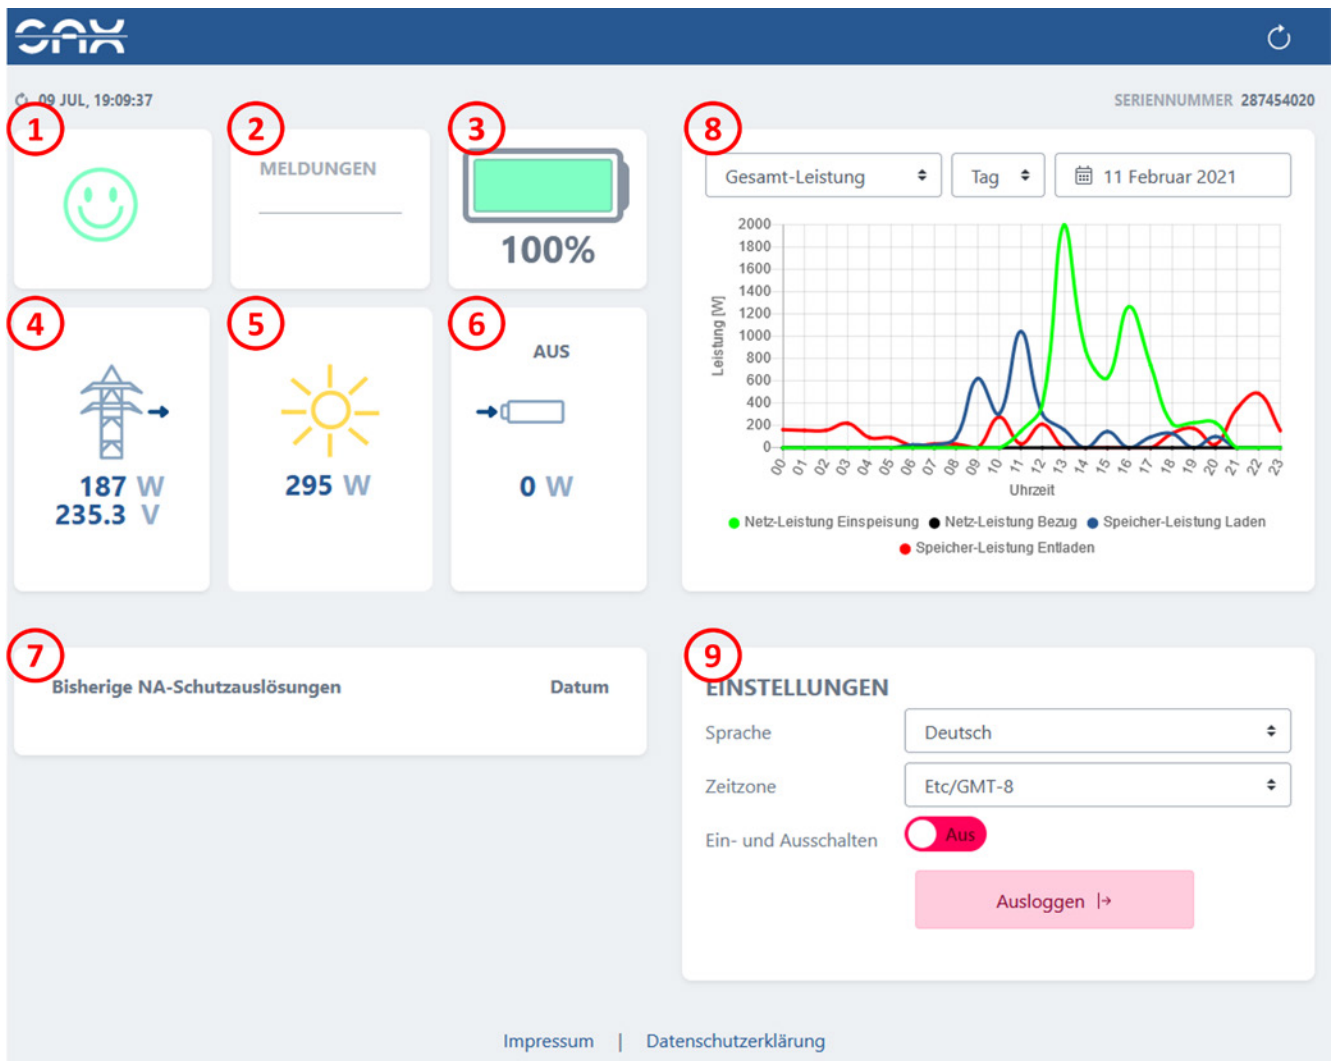 SAX
09 JUL, 19:09:37
SERIENNUMMER 287454020
1
2
MELDUNGEN
3
100%
4
187 W
235.3 V
5
295 W
6
AUS
0 W
7
Bisherige NA-Schutzauslösungen Datum
8
Gesamt-Leistung Tag 11 Februar 2021
Leistung [W]
2000
1800
1600
1400
1200
1000
800
600
400
200
0
00 01 02 03 04 05 06 07 08 09 10 11 12 13 14 15 16 17 18 19 20 21 22 23
Uhrzeit
Netz-Leistung Einspeisung Netz-Leistung Bezug Speicher-Leistung Laden
Speicher-Leistung Entladen
9
EINSTELLUNGEN
Sprache Deutsch
Zeitzone Etc/GMT-8
Ein- und Ausschalten Aus
Ausloggen
Impressum | Datenschutzerklärung